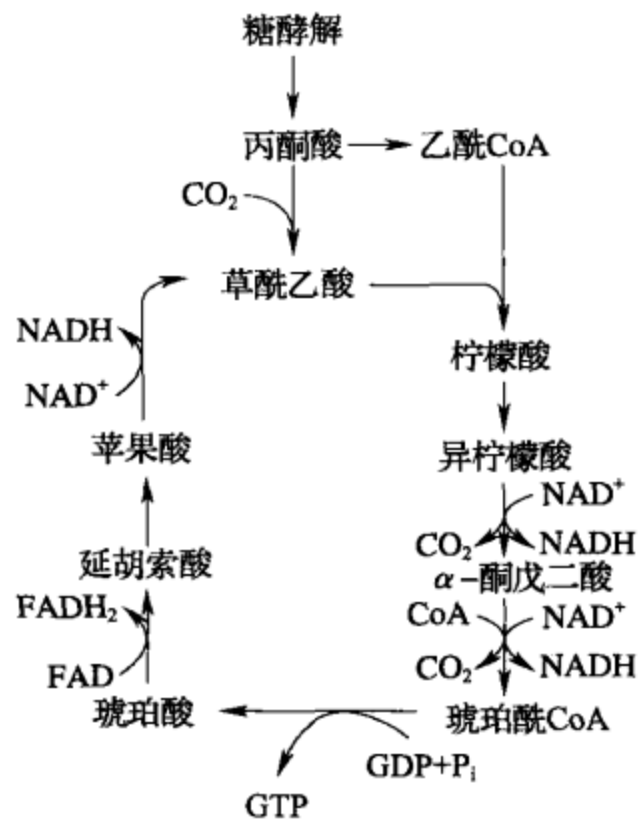 糖酵解
丙酮酸
乙酰CoA
CO₂
草酰乙酸
NADH
NAD⁺
柠檬酸
苹果酸
异柠檬酸
NAD⁺
CO₂
NADH
延胡索酸
α-酮戊二酸
FADH₂
CoA
NAD⁺
FAD
CO₂
NADH
琥珀酸
琥珀酰CoA
GDP+Pᵢ
GTP